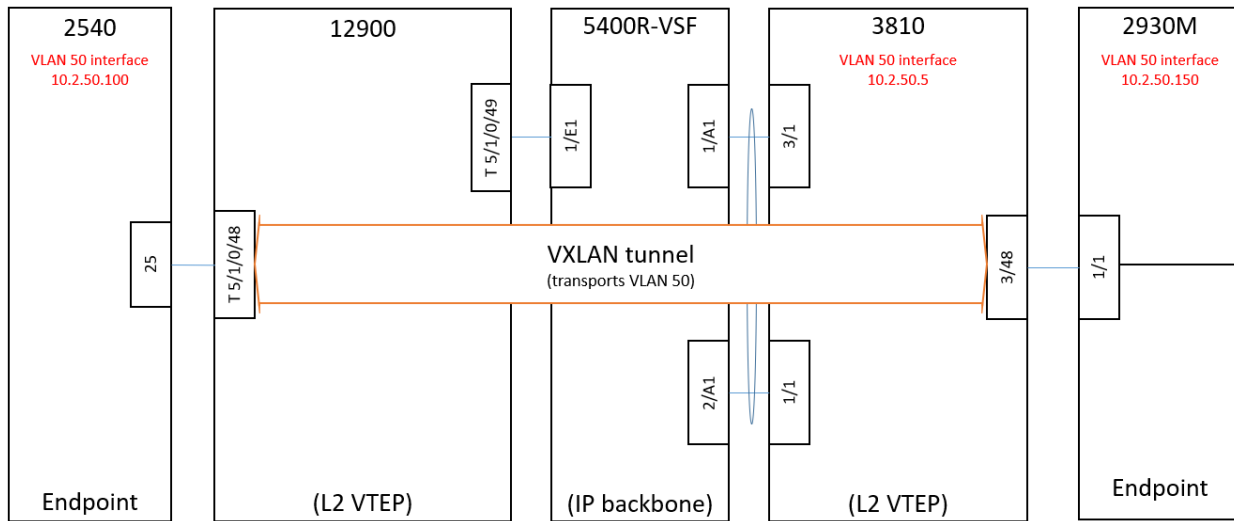 2540
VLAN 50 interface
10.2.50.100
25
Endpoint
12900
T 5/1/0/49
T 5/1/0/48
(L2 VTEP)
5400R-VSF
1/E1
1/A1
2/A1
(IP backbone)
VXLAN tunnel
(transports VLAN 50)
3810
VLAN 50 interface
10.2.50.5
3/1
3/48
1/1
(L2 VTEP)
2930M
VLAN 50 interface
10.2.50.150
1/1
Endpoint